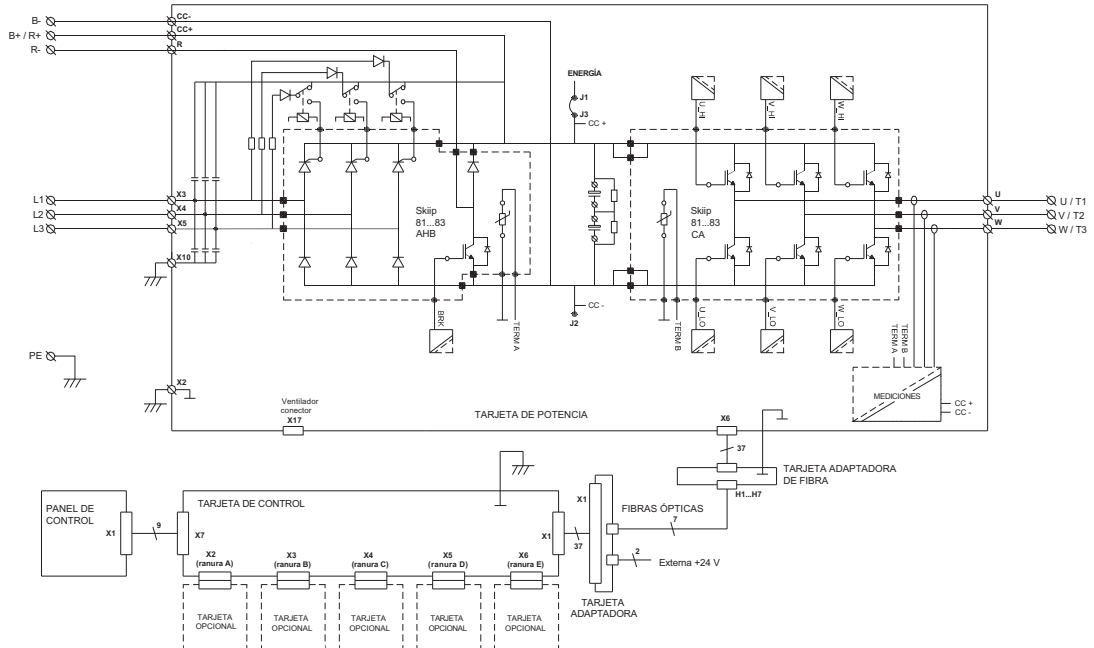 B-
B+ / R+
R-
CC-
CC+
R
ENERGÍA
J1
J3
CC +
U_HI
V_HI
W_HI
L1
L2
L3
X3
X4
X5
X10
Skiip
81...83
AHB
Skiip
81...83
CA
U
V
W
U / T1
V / T2
W / T3
BRK
TERM A
CC -
J2
TERM B
U_LO
V_LO
W_LO
TERM A
TERM B
PE
X2
MEDICIONES
CC +
CC -
Ventilador
conector
X17
TARJETA DE POTENCIA
X6
37
TARJETA ADAPTADORA
DE FIBRA
H1...H7
PANEL DE
CONTROL
X1
9
X7
TARJETA DE CONTROL
X1
37
X1
FIBRAS ÓPTICAS
7
2
Externa +24 V
TARJETA
ADAPTADORA
X2
(ranura A)
X3
(ranura B)
X4
(ranura C)
X5
(ranura D)
X6
(ranura E)
TARJETA
OPCIONAL
TARJETA
OPCIONAL
TARJETA
OPCIONAL
TARJETA
OPCIONAL
TARJETA
OPCIONAL